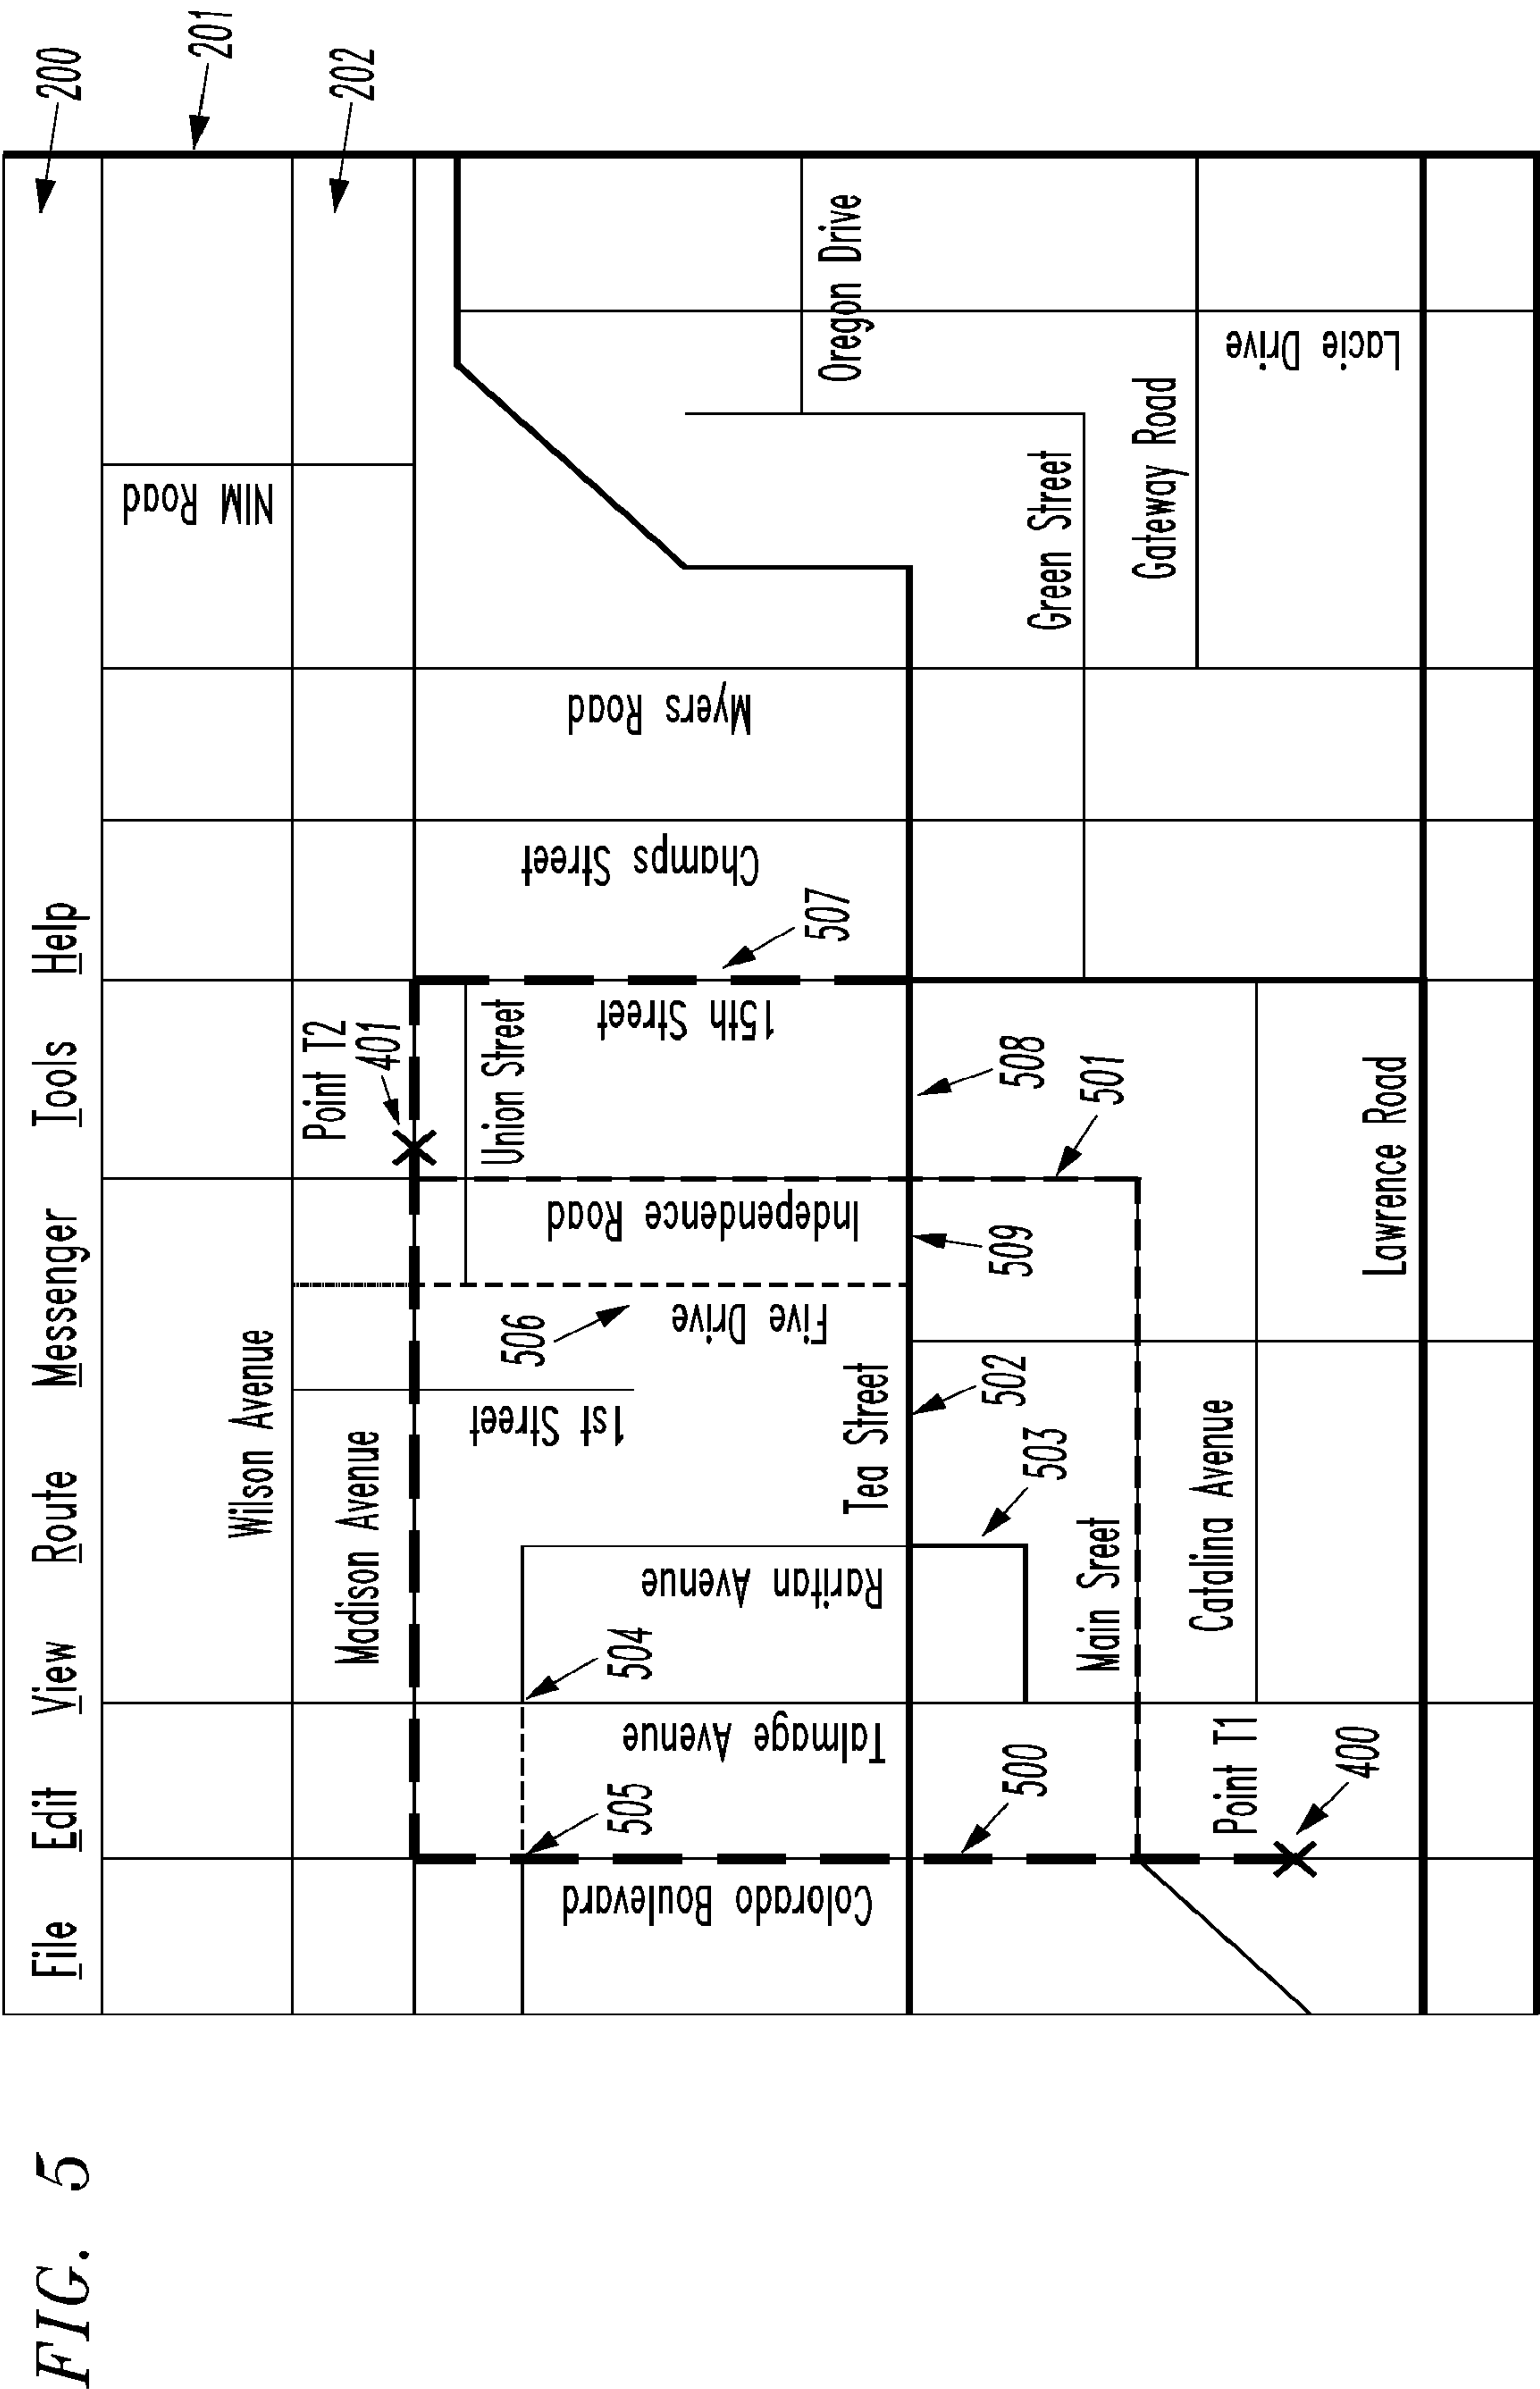 FIG. 5
File Edit View Route Messenger Tools Help
200
201
202
Wilson Avenue
NIM Road
Point T2
401
Madison Avenue
Union Street
1st Street
506
Five Drive
Independence Road
15th Street
507
Champs Street
Myers Road
Oregon Drive
504
505
Raritan Avenue
Talmage Avenue
Colorado Boulevard
Tea Street
502
509
508
503
500
501
Green Street
Main Sreet
Gateway Road
Catalina Avenue
Point T1
400
Lacie Drive
Lawrence Road